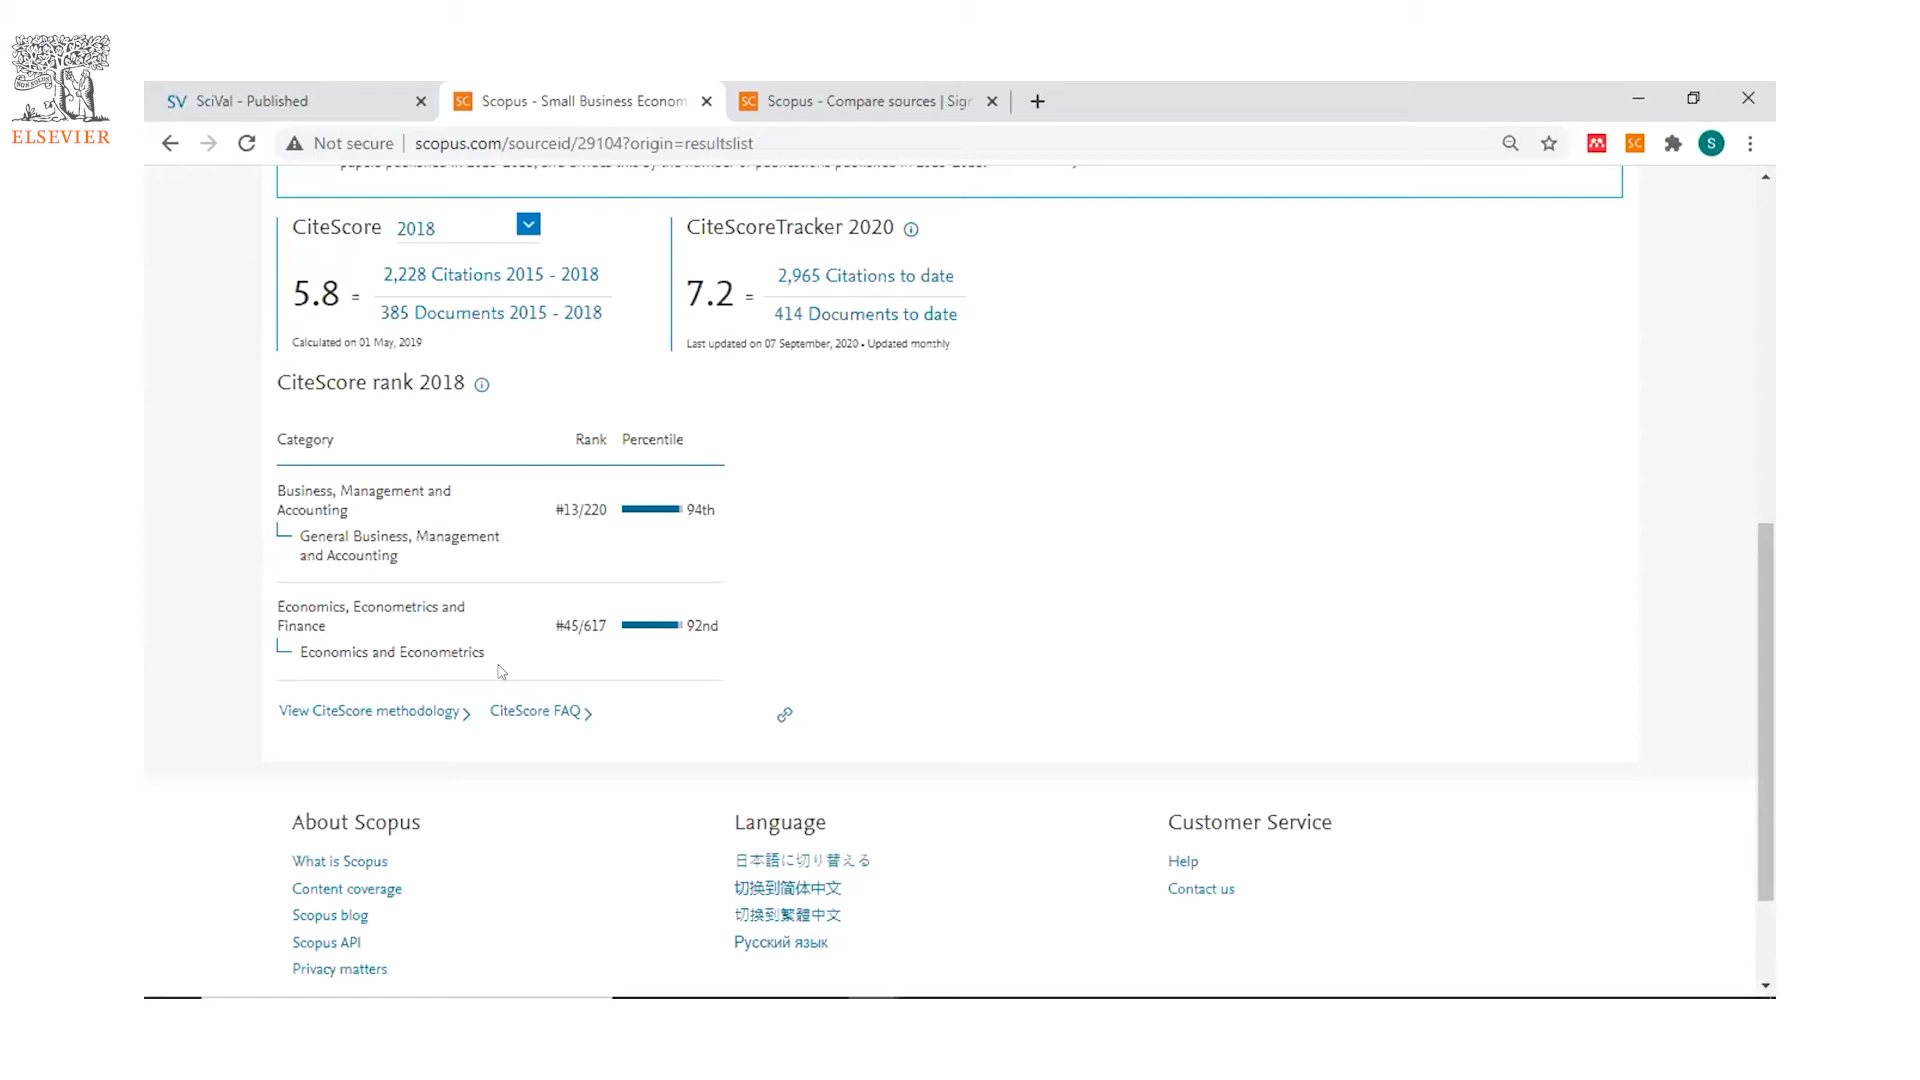 ELSEVIER
SciVal - Published
Scopus - Small Business Econom
Scopus - Compare sources | Sig
Not secure | scopus.com/sourceid/29104?origin=resultslist
CiteScore 2018
5.8 =
2,228 Citations 2015 - 2018
385 Documents 2015 - 2018
Calculated on 01 May, 2019
CiteScoreTracker 2020
7.2 =
2,965 Citations to date
414 Documents to date
Last updated on 07 September, 2020 • Updated monthly
CiteScore rank 2018
Category Rank Percentile
Business, Management and
Accounting
#13/220 94th
General Business, Management
and Accounting
Economics, Econometrics and
Finance
#45/617 92nd
Economics and Econometrics
View CiteScore methodology
CiteScore FAQ
About Scopus
What is Scopus
Content coverage
Scopus blog
Scopus API
Privacy matters
Language
日本語に切り替える
切换到简体中文
切換到繁體中文
Русский язык
Customer Service
Help
Contact us